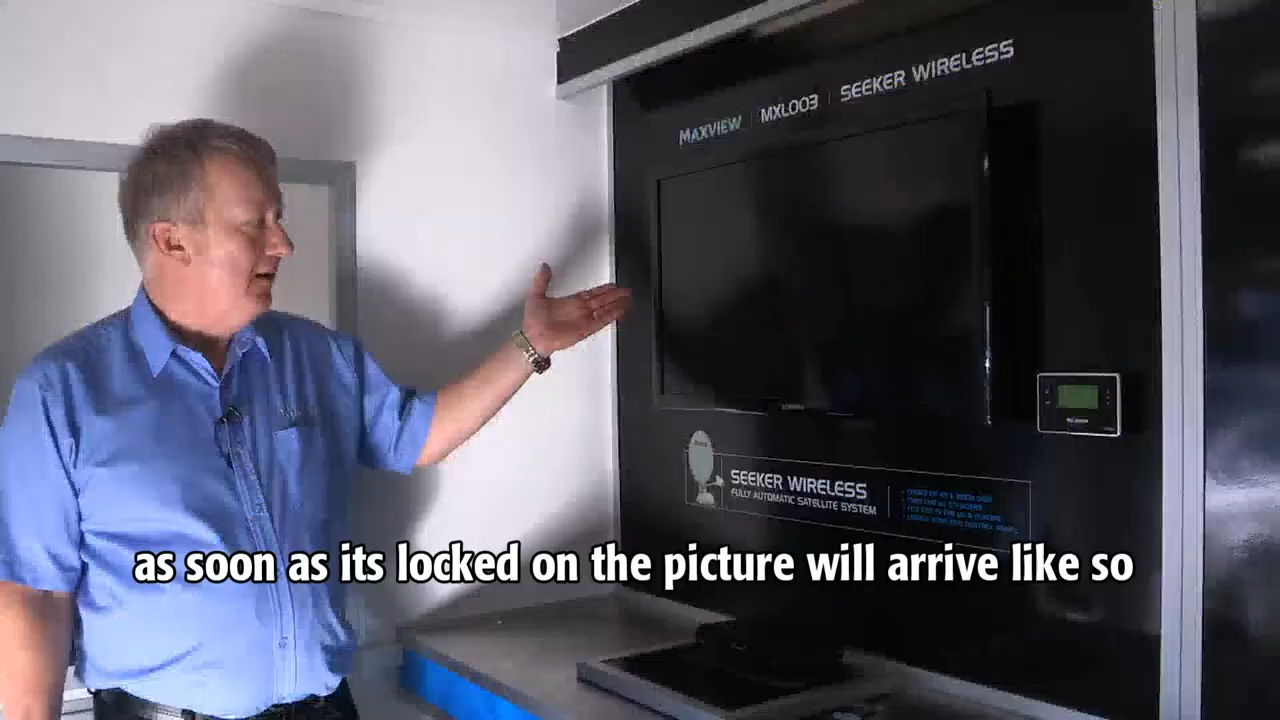 MAXVIEW | MXL003 | SEEKER WIRELESS
SEEKER WIRELESS
FULLY AUTOMATIC SATELLITE SYSTEM
as soon as its locked on the picture will arrive like so